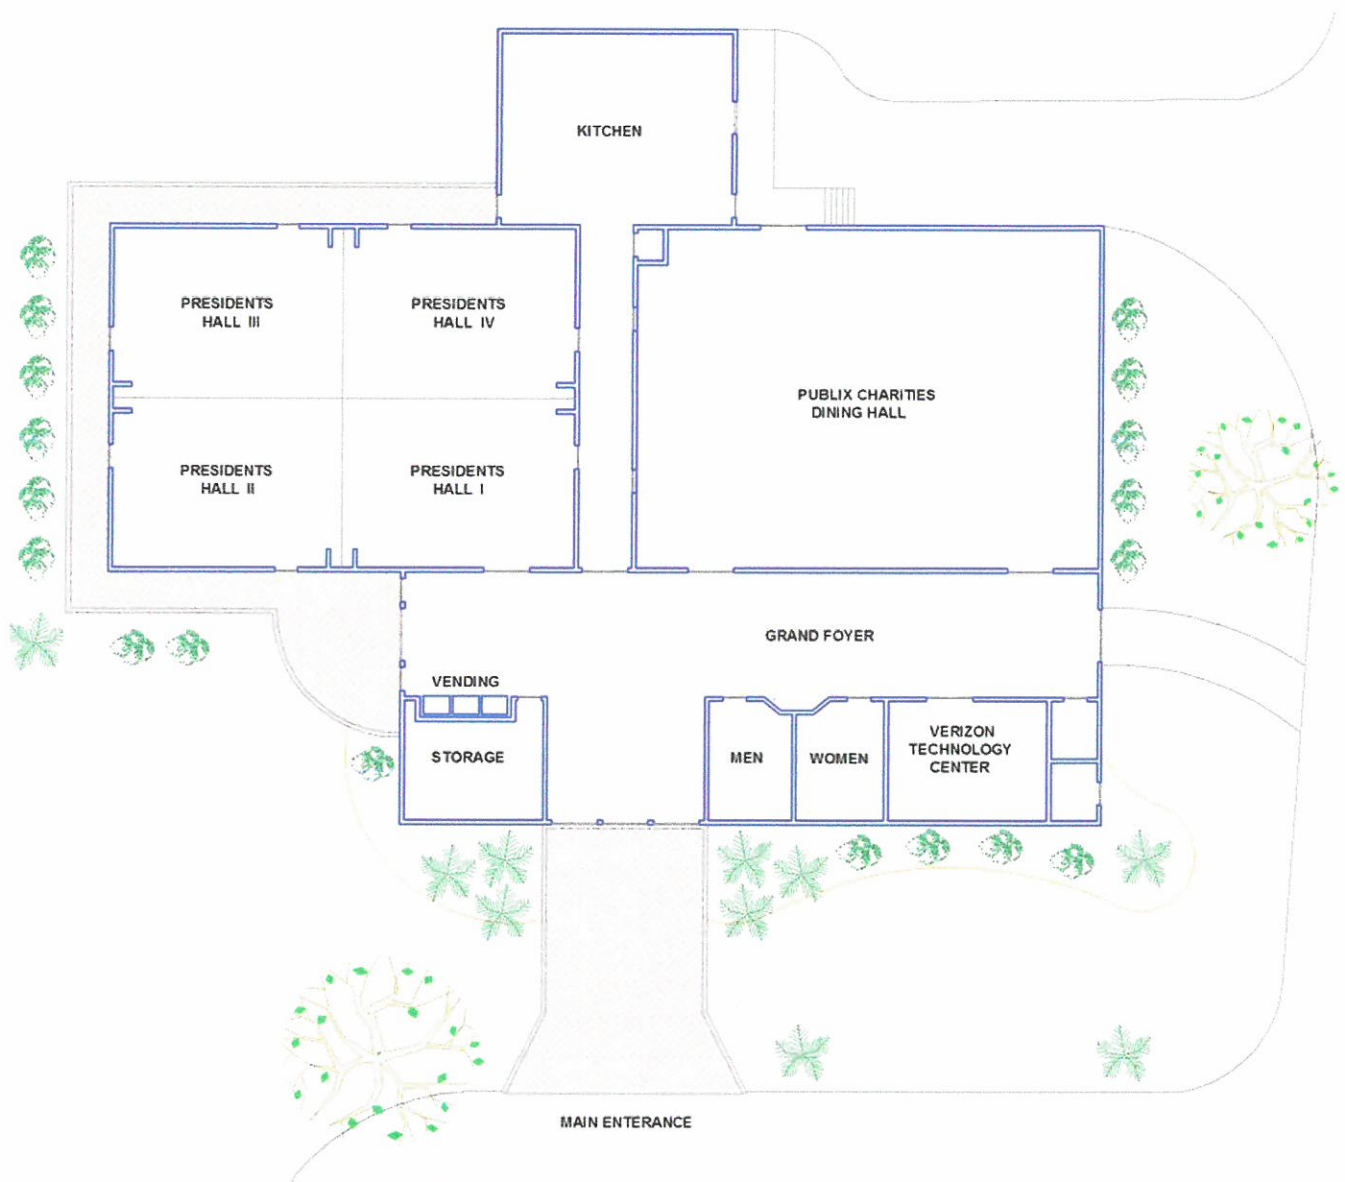 KITCHEN
PRESIDENTS
HALL III
PRESIDENTS
HALL IV
PUBLIX CHARITIES
DINING HALL
PRESIDENTS
HALL II
PRESIDENTS
HALL I
GRAND FOYER
VENDING
STORAGE
MEN
WOMEN
VERIZON
TECHNOLOGY
CENTER
MAIN ENTERANCE